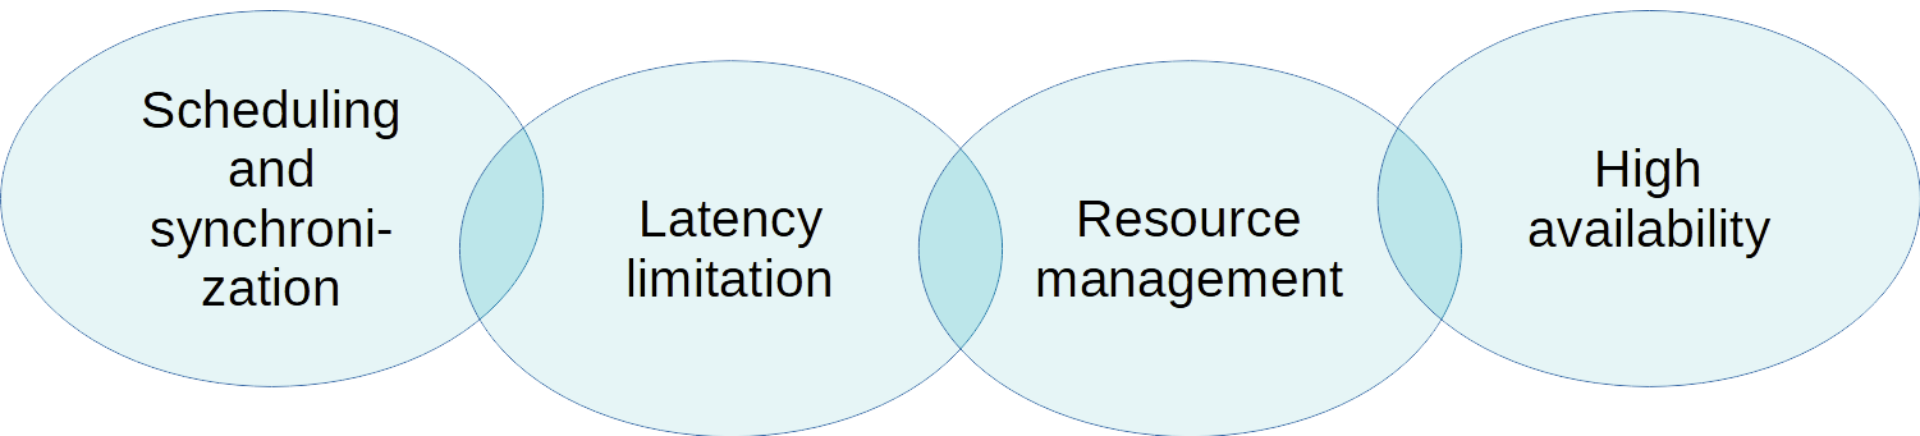 Scheduling
and
synchroni-
zation
Latency
limitation
Resource
management
High
availability